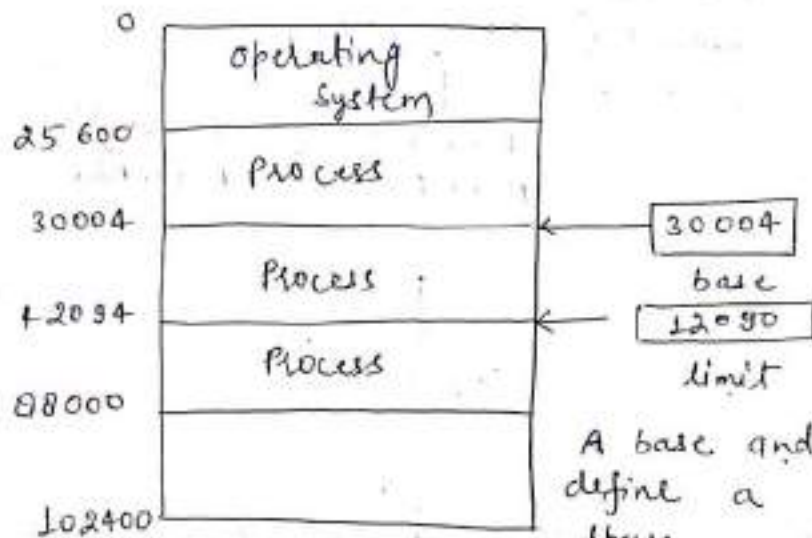 0
operating
system
25600
Process
30004
30004
base
Process
42094
12090
limit
Process
88000
A base and
define a
102400